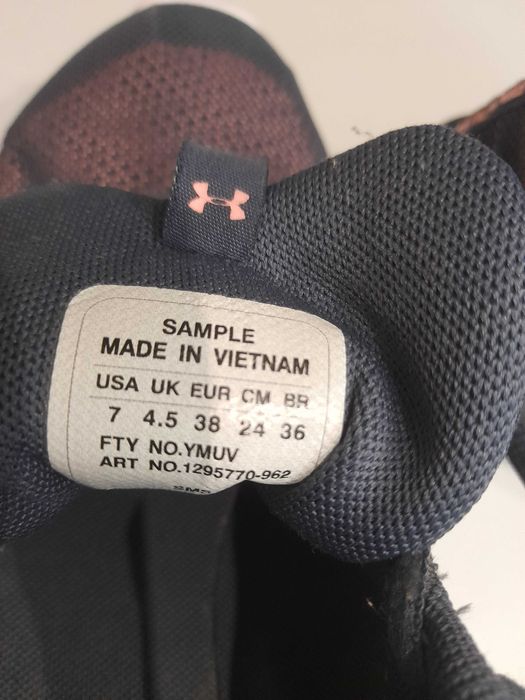 SAMPLE
MADE IN VIETNAM
USA UK EUR CM BR
7 4.5 38 24 36
FTY NO.YMUV
ART NO.1295770-962